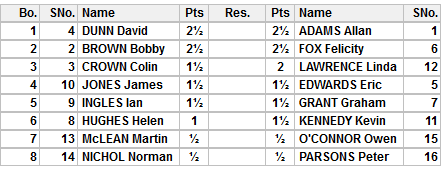 Bo. SNo. Name Pts Res. Pts Name SNo.
1 4 DUNN David 2½ 2½ ADAMS Allan 1
2 2 BROWN Bobby 2½ 2½ FOX Felicity 6
3 3 CROWN Colin 1½ 2 LAWRENCE Linda 12
4 10 JONES James 1½ 1½ EDWARDS Eric 5
5 9 INGLES Ian 1½ 1½ GRANT Graham 7
6 8 HUGHES Helen 1 1½ KENNEDY Kevin 11
7 13 McLEAN Martin ½ ½ O'CONNOR Owen 15
8 14 NICHOL Norman ½ ½ PARSONS Peter 16